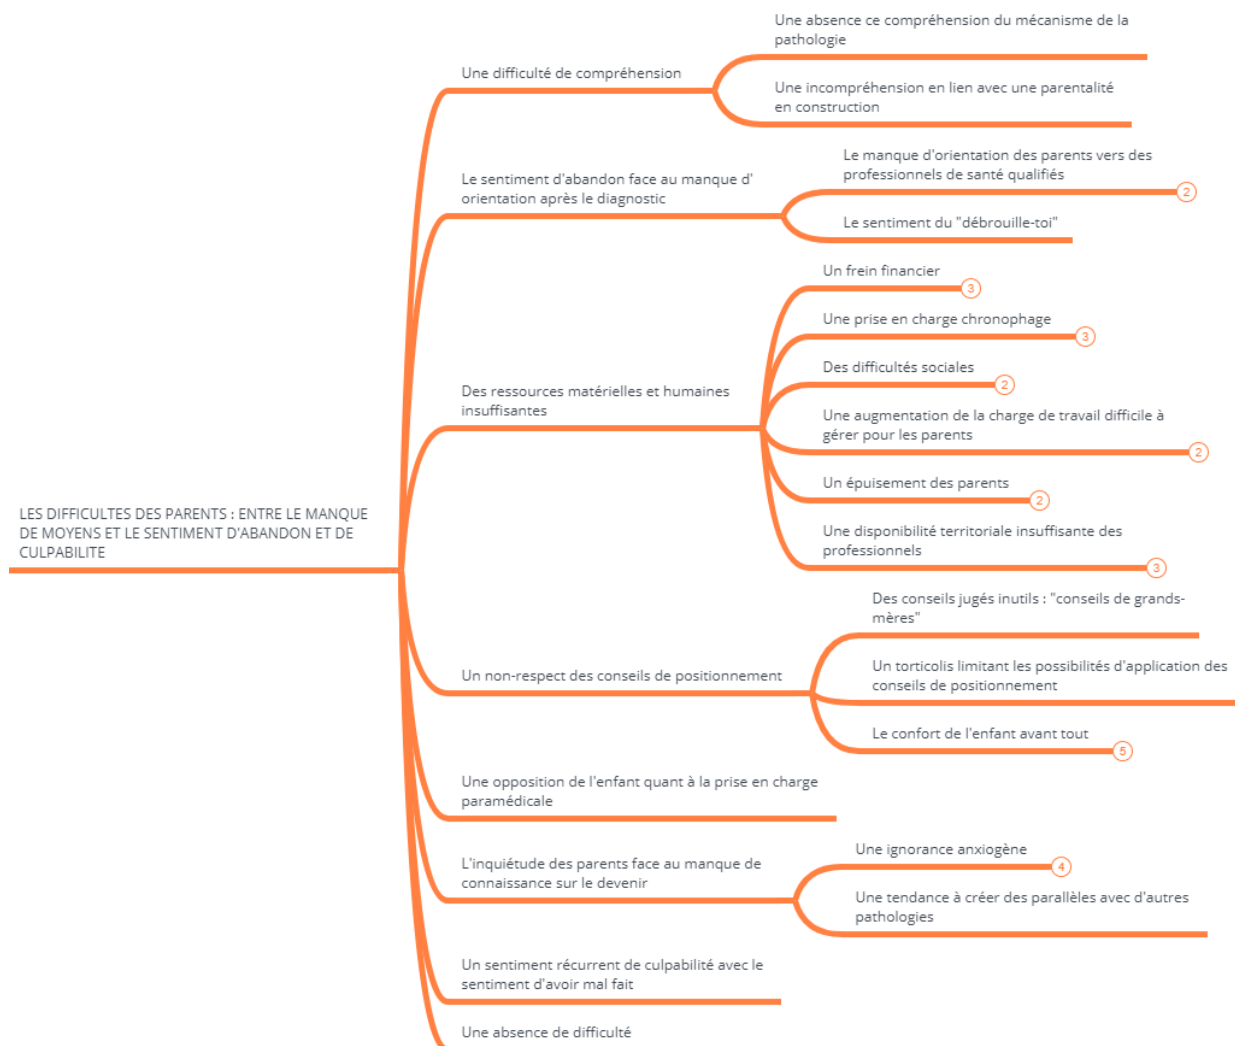 Une absence ce compréhension du mécanisme de la
pathologie
Une difficulté de compréhension
Une incompréhension en lien avec une parentalité
en construction
Le manque d'orientation des parents vers des
professionnels de santé qualifiés
2
Le sentiment d'abandon face au manque d'
orientation après le diagnostic
Le sentiment du "débrouille-toi"
Un frein financier
3
Une prise en charge chronophage
3
Des difficultés sociales
2
Des ressources matérielles et humaines
insuffisantes
Une augmentation de la charge de travail difficile à
gérer pour les parents
2
Un épuisement des parents
2
Une disponibilité territoriale insuffisante des
professionnels
3
LES DIFFICULTES DES PARENTS : ENTRE LE MANQUE
DE MOYENS ET LE SENTIMENT D'ABANDON ET DE
CULPABILITE
Des conseils jugés inutils : "conseils de grands-
mères"
Un non-respect des conseils de positionnement
Un torticolis limitant les possibilités d'application des
conseils de positionnement
Le confort de l'enfant avant tout
5
Une opposition de l'enfant quant à la prise en charge
paramédicale
L'inquiétude des parents face au manque de
connaissance sur le devenir
Une ignorance anxiogène
4
Une tendance à créer des parallèles avec d'autres
pathologies
Un sentiment récurrent de culpabilité avec le
sentiment d'avoir mal fait
Une absence de difficulté